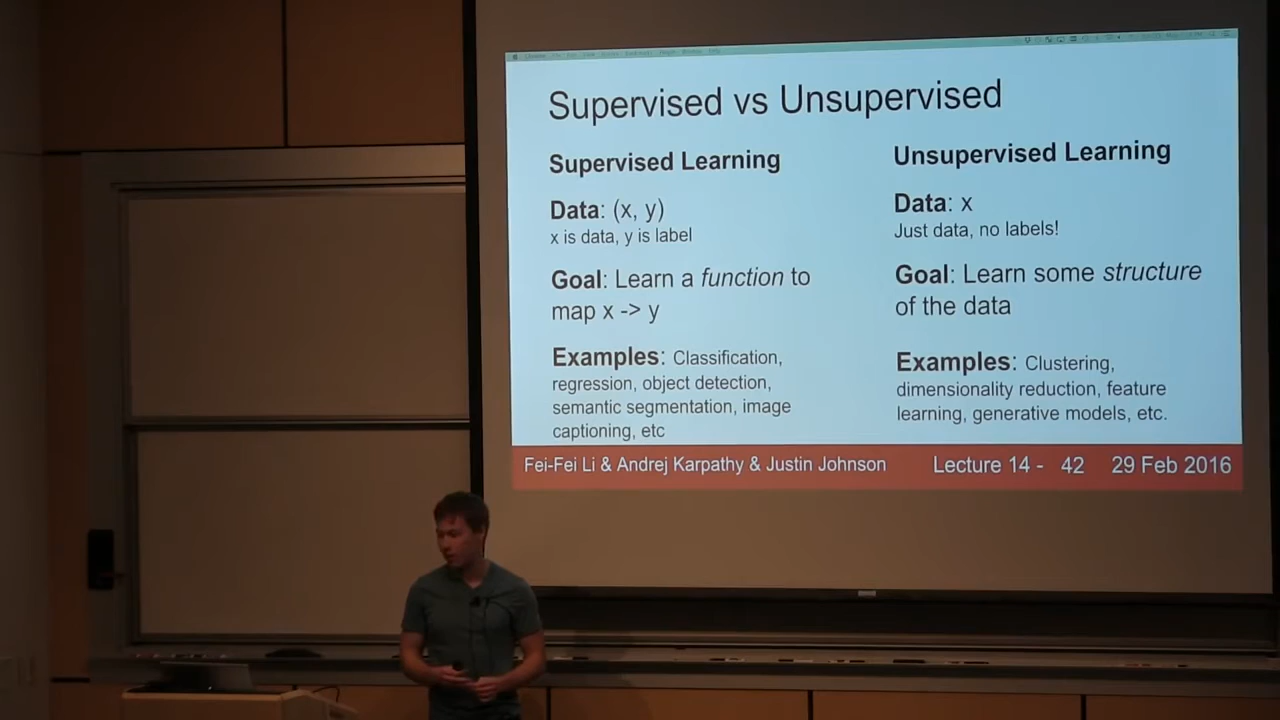 Supervised vs Unsupervised
Supervised Learning
Data: (x, y)
x is data, y is label
Goal: Learn a function to
map x -> y
Examples: Classification,
regression, object detection,
semantic segmentation, image
captioning, etc
Unsupervised Learning
Data: x
Just data, no labels!
Goal: Learn some structure
of the data
Examples: Clustering,
dimensionality reduction, feature
learning, generative models, etc.
Fei-Fei Li & Andrej Karpathy & Justin Johnson
Lecture 14 - 42
29 Feb 2016